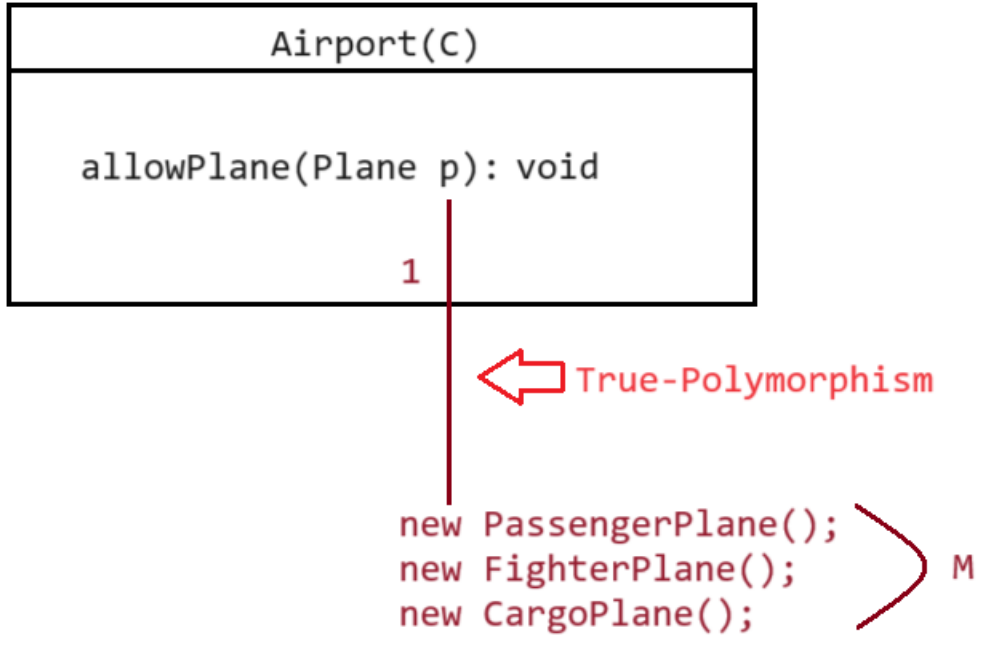 Airport(C)
allowPlane(Plane p): void
1
True-Polymorphism
new PassengerPlane();
new FighterPlane();
new CargoPlane();
M